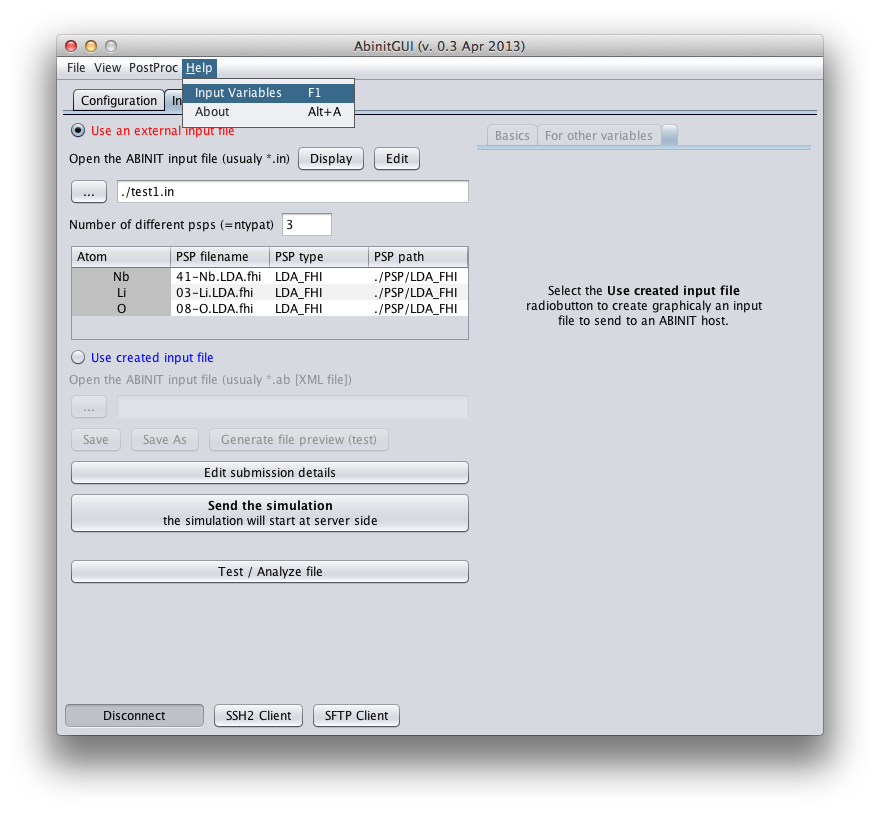 AbinitGUI (v. 0.3 Apr 2013)
File View PostProc Help
Input Variables F1
About Alt+A
Configuration In
Use an external input file
Open the ABINIT input file (usualy *.in) Display Edit
... ./test1.in
Number of different psps (=ntypat) 3
Atom PSP filename PSP type PSP path
Nb 41-Nb.LDA.fhi LDA_FHI ./PSP/LDA_FHI
Li 03-Li.LDA.fhi LDA_FHI ./PSP/LDA_FHI
O 08-O.LDA.fhi LDA_FHI ./PSP/LDA_FHI
Use created input file
Open the ABINIT input file (usualy *.ab [XML file])
...
Save Save As Generate file preview (test)
Edit submission details
Send the simulation
the simulation will start at server side
Test / Analyze file
Basics For other variables
Select the Use created input file
radiobutton to create graphicaly an input
file to send to an ABINIT host.
Disconnect SSH2 Client SFTP Client